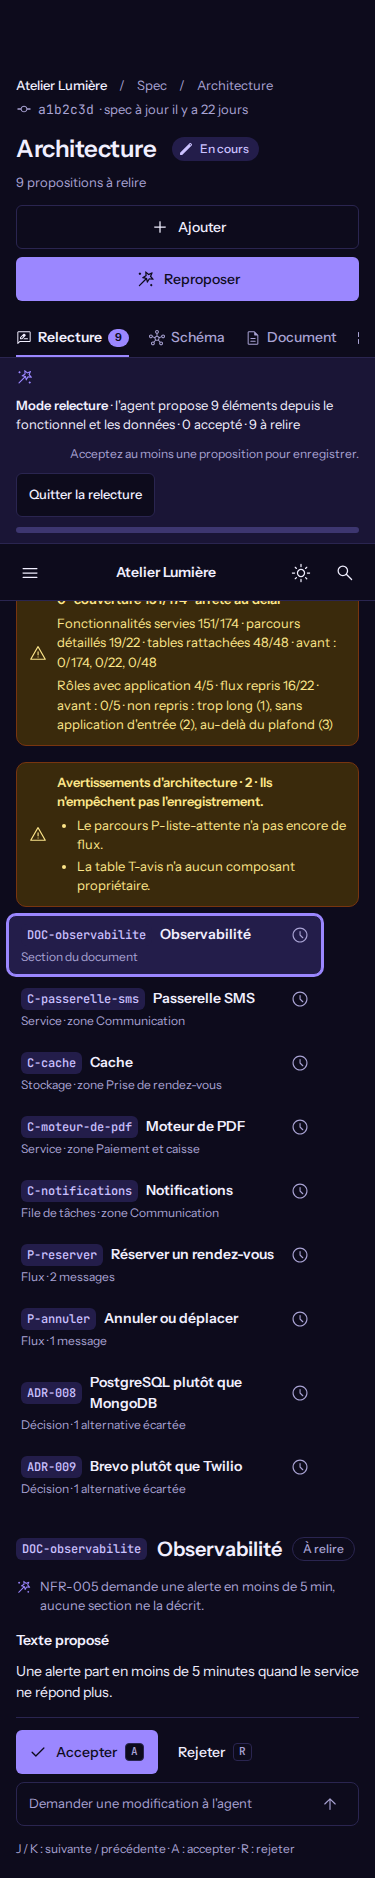 Atelier Lumière / Spec / Architecture
a1b2c3d · spec à jour il y a 22 jours
Architecture En cours
9 propositions à relire
Ajouter
Reproposer
Relecture 9 Schéma Document
Mode relecture · l'agent propose 9 éléments depuis le
fonctionnel et les données · 0 accepté · 9 à relire
Acceptez au moins une proposition pour enregistrer.
Quitter la relecture
Atelier Lumière
Fonctionnalités servies 151/174 · parcours
détaillés 19/22 · tables rattachées 48/48 · avant :
0/174, 0/22, 0/48
Rôles avec application 4/5 · flux repris 16/22 ·
avant : 0/5 · non repris : trop long (1), sans
application d'entrée (2), au-delà du plafond (3)
Avertissements d'architecture · 2 · Ils
n'empêchent pas l'enregistrement.
• Le parcours P-liste-attente n'a pas encore de
flux.
• La table T-avis n'a aucun composant
propriétaire.
DOC-observabilite Observabilité
Section du document
C-passerelle-sms Passerelle SMS
Service · zone Communication
C-cache Cache
Stockage · zone Prise de rendez-vous
C-moteur-de-pdf Moteur de PDF
Service · zone Paiement et caisse
C-notifications Notifications
File de tâches · zone Communication
P-reserver Réserver un rendez-vous
Flux · 2 messages
P-annuler Annuler ou déplacer
Flux · 1 message
ADR-008 PostgreSQL plutôt que
MongoDB
Décision · 1 alternative écartée
ADR-009 Brevo plutôt que Twilio
Décision · 1 alternative écartée
DOC-observabilite Observabilité À relire
NFR-005 demande une alerte en moins de 5 min,
aucune section ne la décrit.
Texte proposé
Une alerte part en moins de 5 minutes quand le service
ne répond plus.
Accepter A Rejeter R
Demander une modification à l'agent
J / K : suivante / précédente · A : accepter · R : rejeter